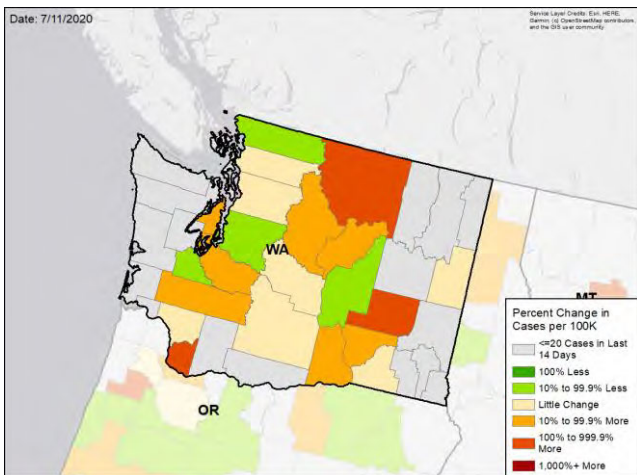 Date: 7/11/2020
Service Layer Credits: Esri, HERE,
Garmin, (c) OpenStreetMap contributors,
and the GIS user community
WA
MT
OR
Percent Change in
Cases per 100K
<=20 Cases in Last
14 Days
100% Less
10% to 99.9% Less
Little Change
10% to 99.9% More
100% to 999.9%
More
1,000%+ More